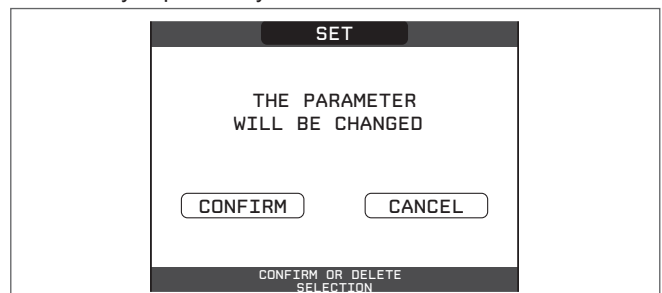 SET
THE PARAMETER
WILL BE CHANGED
CONFIRM
CANCEL
CONFIRM OR DELETE
SELECTION